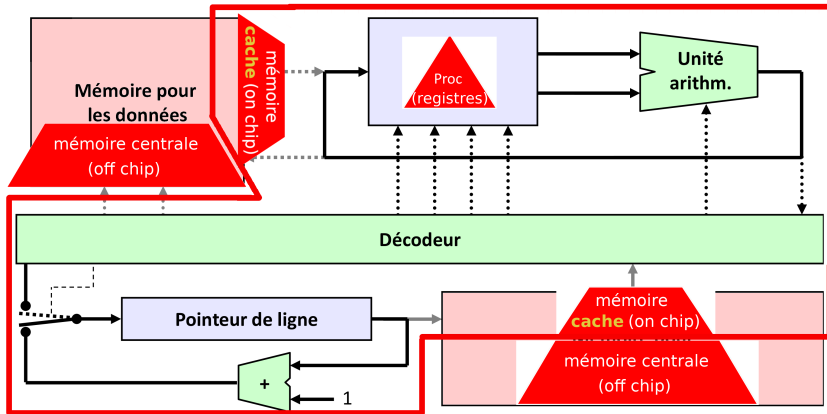 Mémoire pour
les données
mémoire centrale
(off chip)
mémoire
cache (on chip)
Proc
(registres)
Unité
arithm.
Décodeur
Pointeur de ligne
+
1
mémoire
cache (on chip)
mémoire centrale
(off chip)